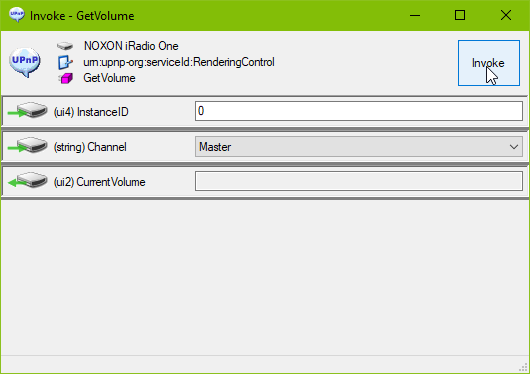 Invoke - GetVolume
UPnP
NOXON iRadio One
urn:upnp-org:serviceId:RenderingControl
GetVolume
Invoke
(ui4) InstanceID
0
(string) Channel
Master
(ui2) CurrentVolume